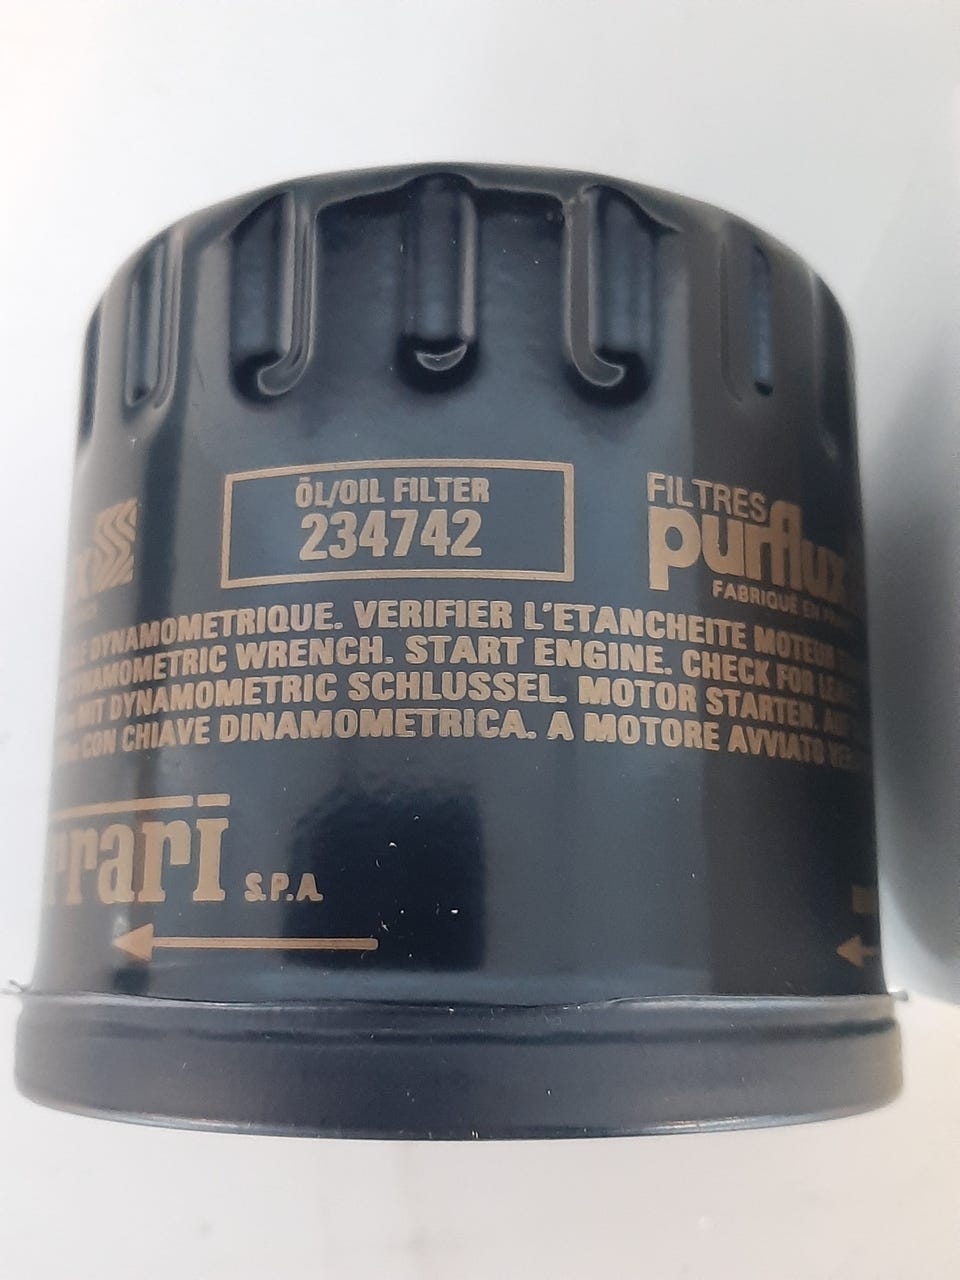 ÖL/OIL FILTER
234742
FILTRES
purflux
FABRIQUÉ EN
DYNAMOMETRIQUE. VERIFIER L'ETANCHEITE MOTEUR
DYNAMOMETRIC WRENCH. START ENGINE. CHECK FOR
MIT DYNAMOMETRIC SCHLUSSEL. MOTOR STARTEN.
CON CHIAVE DINAMOMETRICA. A MOTORE AVVIATO
rrari S.P.A.